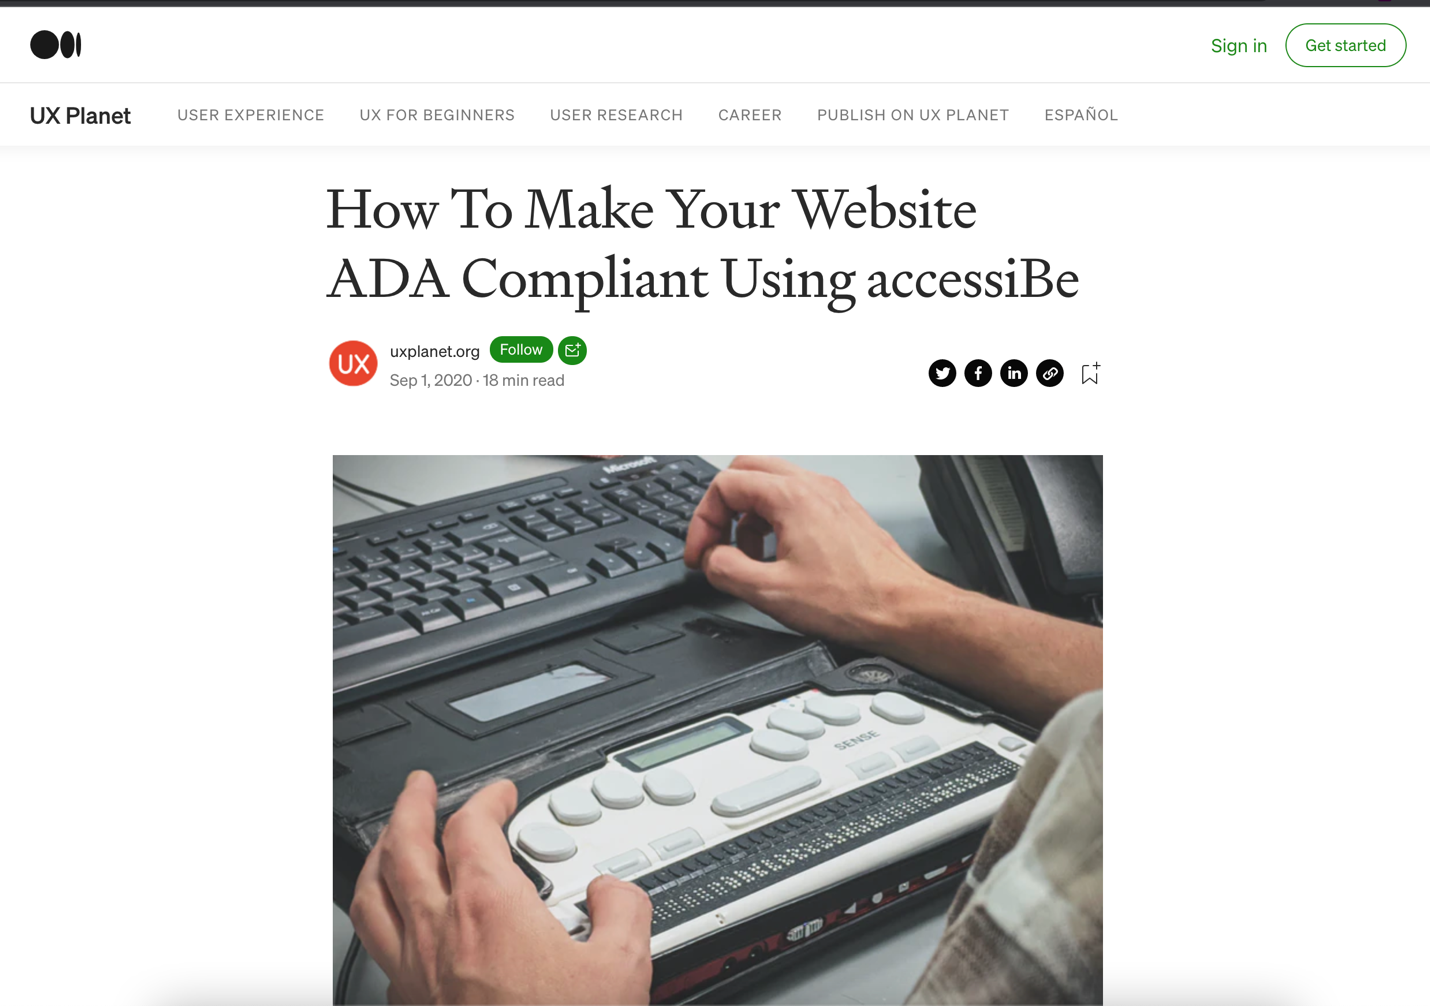 Sign in
Get started
UX Planet
USER EXPERIENCE
UX FOR BEGINNERS
USER RESEARCH
CAREER
PUBLISH ON UX PLANET
ESPAÑOL
How To Make Your Website
ADA Compliant Using accessiBe
UX
uxplanet.org
Follow
Sep 1, 2020 · 18 min read
Microsoft
SENSE